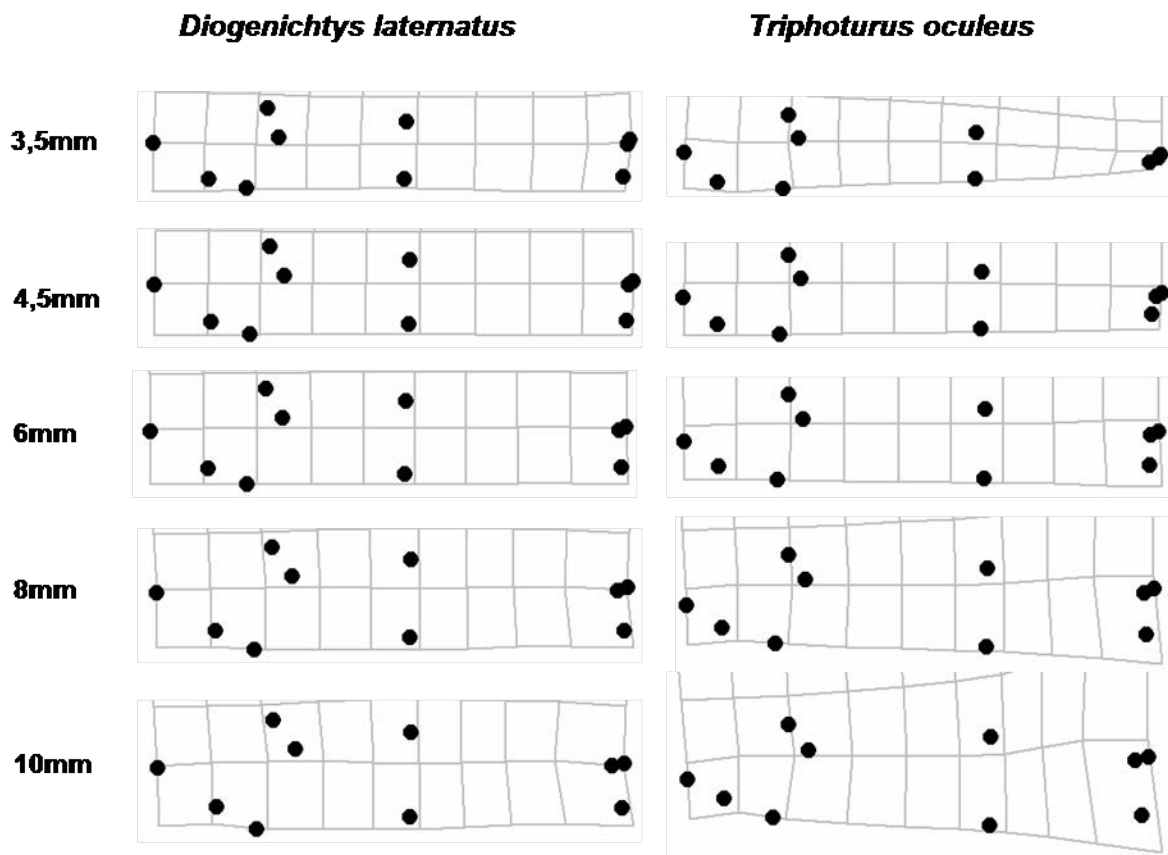 Diogenichtys laternatus Triphoturus oculeus
3,5mm
4,5mm
6mm
8mm
10mm